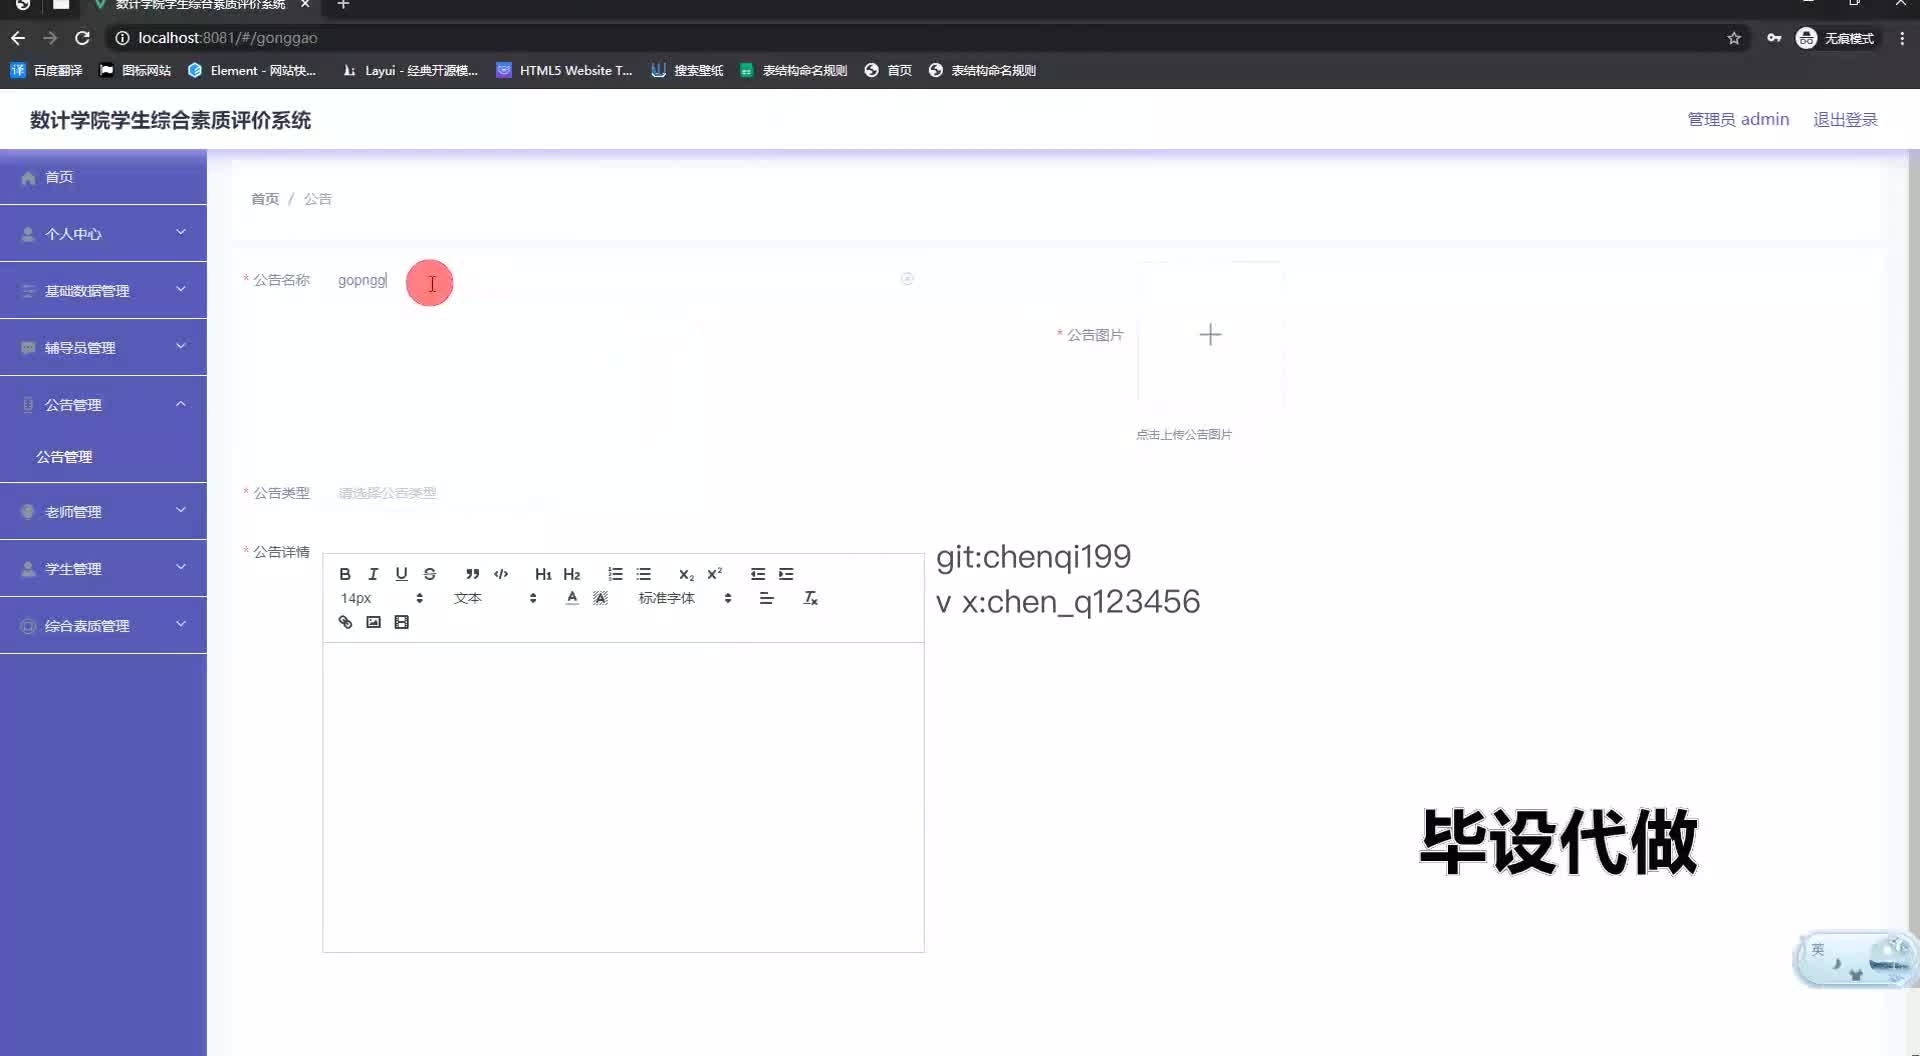 数计学院学生综合素质评价系统
localhost:8081/#/gonggao
无痕模式
百度翻译
图标网站
Element - 网站快...
Layui - 经典开源模...
HTML5 Website T...
搜索壁纸
表结构命名规则
首页
表结构命名规则
数计学院学生综合素质评价系统
管理员 admin
退出登录
首页
个人中心
基础数据管理
辅导员管理
公告管理
公告管理
老师管理
学生管理
综合素质管理
首页 / 公告
* 公告名称
gopngg
* 公告图片
点击上传公告图片
* 公告类型
请选择公告类型
* 公告详情
B I U S ” </> H1 H2 x₂ x²
14px 文本 A A 标准字体
git:chenqi199
v x:chen_q123456
毕设代做
英